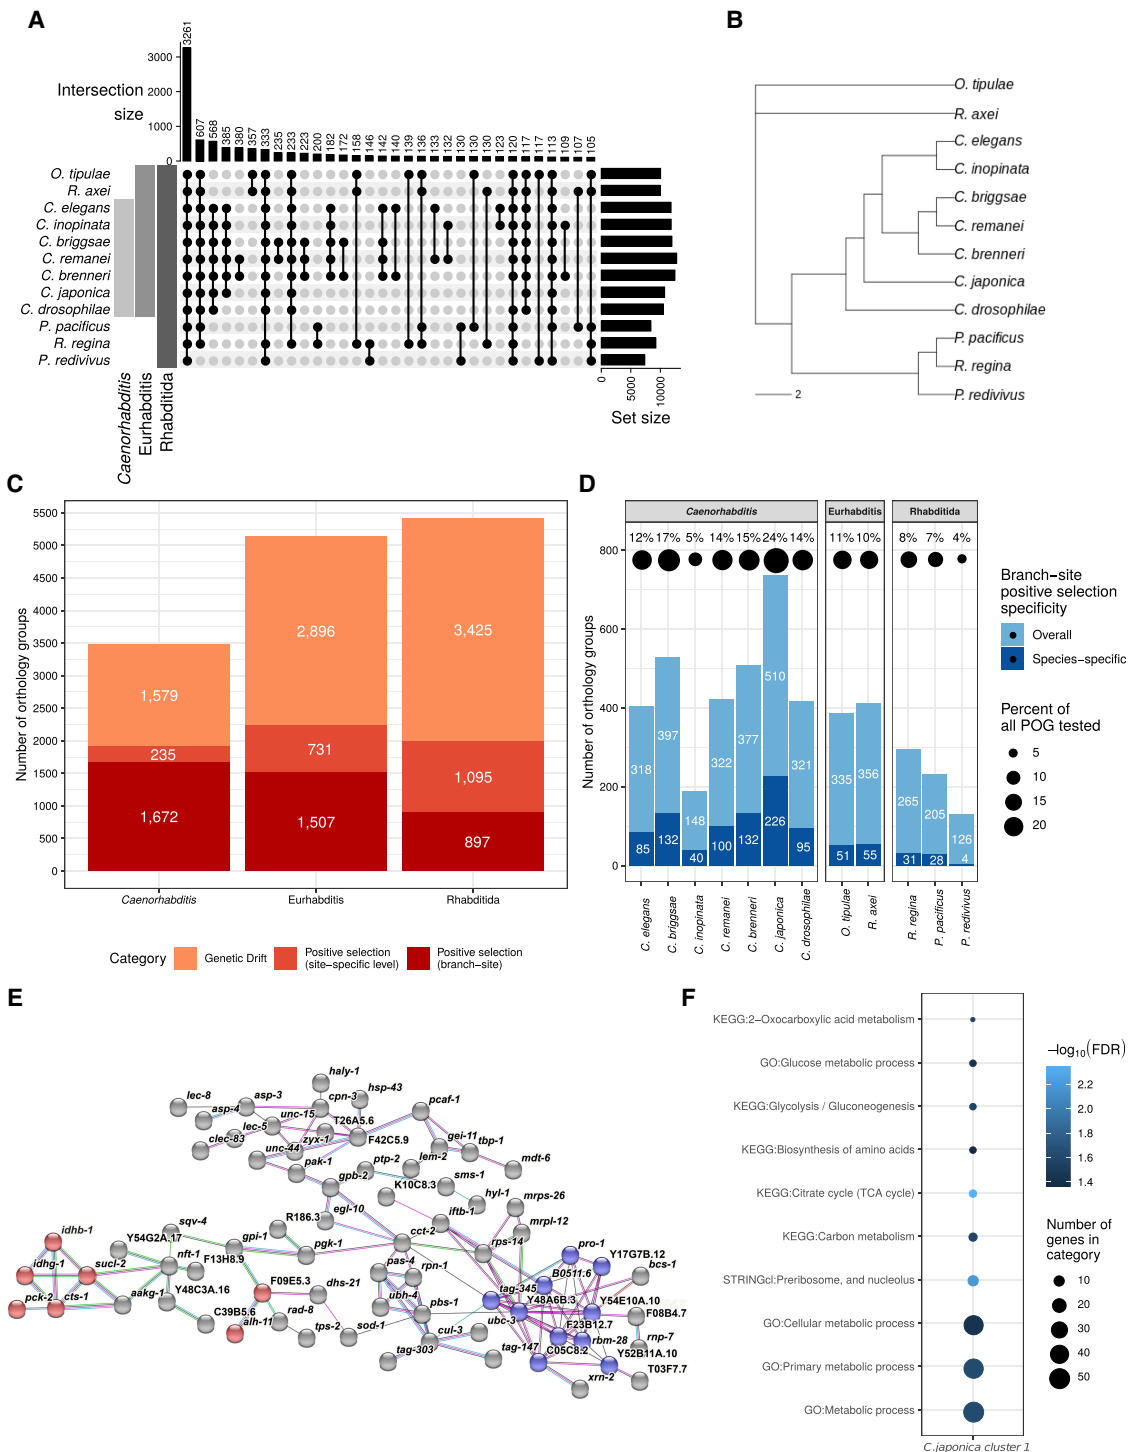 A
Intersection
size
3000
2000
1000
0
3261
607
568
385
380
357
333
235
233
223
200
182
172
158
146
142
140
139
136
133
132
130
130
130
123
120
117
117
113
109
107
105
O. tipulae
R. axei
C. elegans
C. inopinata
C. briggsae
C. remanei
C. brenneri
C. japonica
C. drosophilae
P. pacificus
R. regina
P. redivivus
Caenorhabditis
Eurhabditis
Rhabditida
0
5000
10000
Set size
B
O. tipulae
R. axei
C. elegans
C. inopinata
C. briggsae
C. remanei
C. brenneri
C. japonica
C. drosophilae
P. pacificus
R. regina
P. redivivus
2
C
Number of orthology groups
5500
5000
4500
4000
3500
3000
2500
2000
1500
1000
500
0
1,579
235
1,672
2,896
731
1,507
3,425
1,095
897
Caenorhabditis
Eurhabditis
Rhabditida
Category
Genetic Drift
Positive selection
(site−specific level)
Positive selection
(branch−site)
D
Caenorhabditis
Eurhabditis
Rhabditida
12% 17% 5% 14% 15% 24% 14%
11% 10%
8% 7% 4%
Number of orthology groups
800
600
400
200
0
318
85
397
132
148
40
322
100
377
132
510
226
321
95
335
51
356
55
265
31
205
28
126
4
C. elegans
C. briggsae
C. inopinata
C. remanei
C. brenneri
C. japonica
C. drosophilae
O. tipulae
R. axei
R. regina
P. pacificus
P. redivivus
Branch−site
positive selection
specificity
Overall
Species−specific
Percent of
all POG tested
5
10
15
20
E
haly-1
lec-8
asp-3
cpn-3
hsp-43
asp-4
unc-15
T26A5.6
pcaf-1
lec-5
clec-83
zyx-1
F42C5.9
unc-44
gei-11
tbp-1
pak-1
ptp-2
lem-2
mdt-6
gpb-2
K10C8.3
sms-1
hyl-1
egl-10
R186.3
iftb-1
mrps-26
mrpl-12
idhb-1
sqv-4
Y54G2A.17
gpi-1
cct-2
rps-14
pro-1
Y17G7B.12
idhg-1
sucl-2
nft-1
F13H8.9
pgk-1
pas-4
rpn-1
B0511.6
bcs-1
pck-2
cts-1
aakg-1
Y48C3A.16
F09E5.3
dhs-21
tag-345
Y48A6B.3
Y54E10A.10
ubh-4
pbs-1
C39B5.6
rad-8
ubc-3
F23B12.7
F08B4.7
alh-11
tps-2
sod-1
cul-3
rbm-28
rnp-7
tag-303
tag-147
C05C8.2
Y52B11A.10
T03F7.7
xrn-2
F
KEGG:2−Oxocarboxylic acid metabolism
GO:Glucose metabolic process
KEGG:Glycolysis / Gluconeogenesis
KEGG:Biosynthesis of amino acids
KEGG:Citrate cycle (TCA cycle)
KEGG:Carbon metabolism
STRINGcl:Preribosome, and nucleolus
GO:Cellular metabolic process
GO:Primary metabolic process
GO:Metabolic process
C.japonica cluster 1
−log10(FDR)
2.2
2.0
1.8
1.6
1.4
Number of
genes in
category
10
20
30
40
50